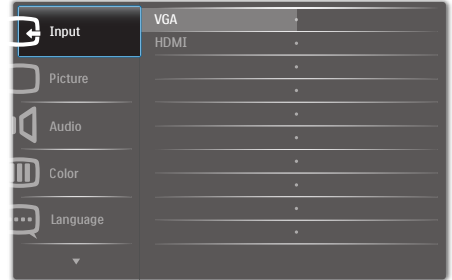 Input
VGA
HDMI
Picture
Audio
Color
Language